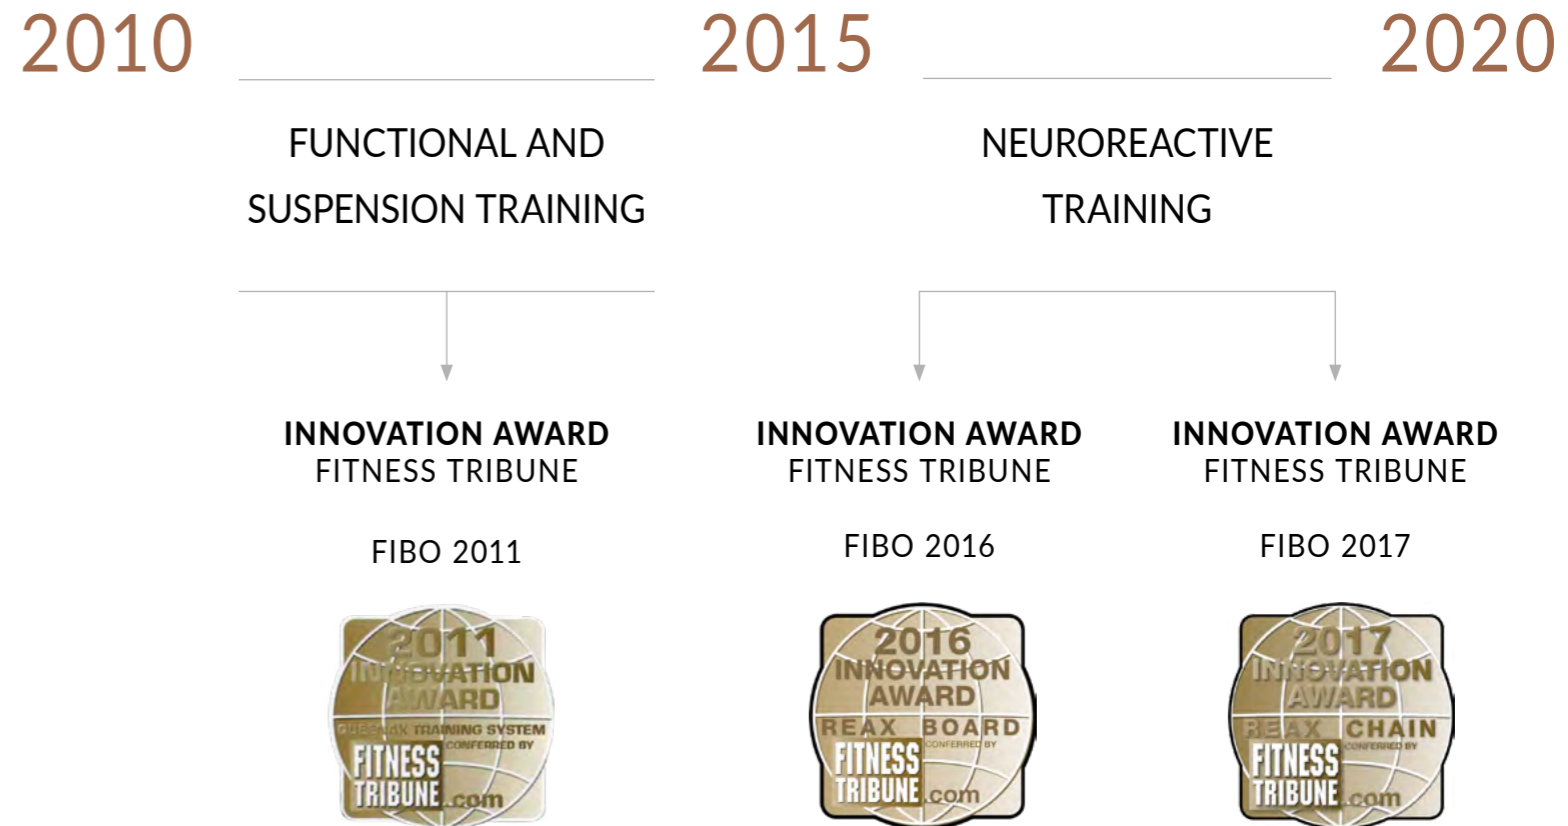 2010
2015
2020
FUNCTIONAL AND
SUSPENSION TRAINING
NEUROREACTIVE
TRAINING
INNOVATION AWARD
FITNESS TRIBUNE
FIBO 2011
INNOVATION AWARD
FITNESS TRIBUNE
FIBO 2016
INNOVATION AWARD
FITNESS TRIBUNE
FIBO 2017
2011
INNOVATION
AWARD
TRAINING SYSTEM
CONFERRED BY
FITNESS
TRIBUNE.com
2016
INNOVATION
AWARD
REAX BOARD
CONFERRED BY
FITNESS
TRIBUNE.com
2017
INNOVATION
AWARD
REAX CHAIN
CONFERRED BY
FITNESS
TRIBUNE.com